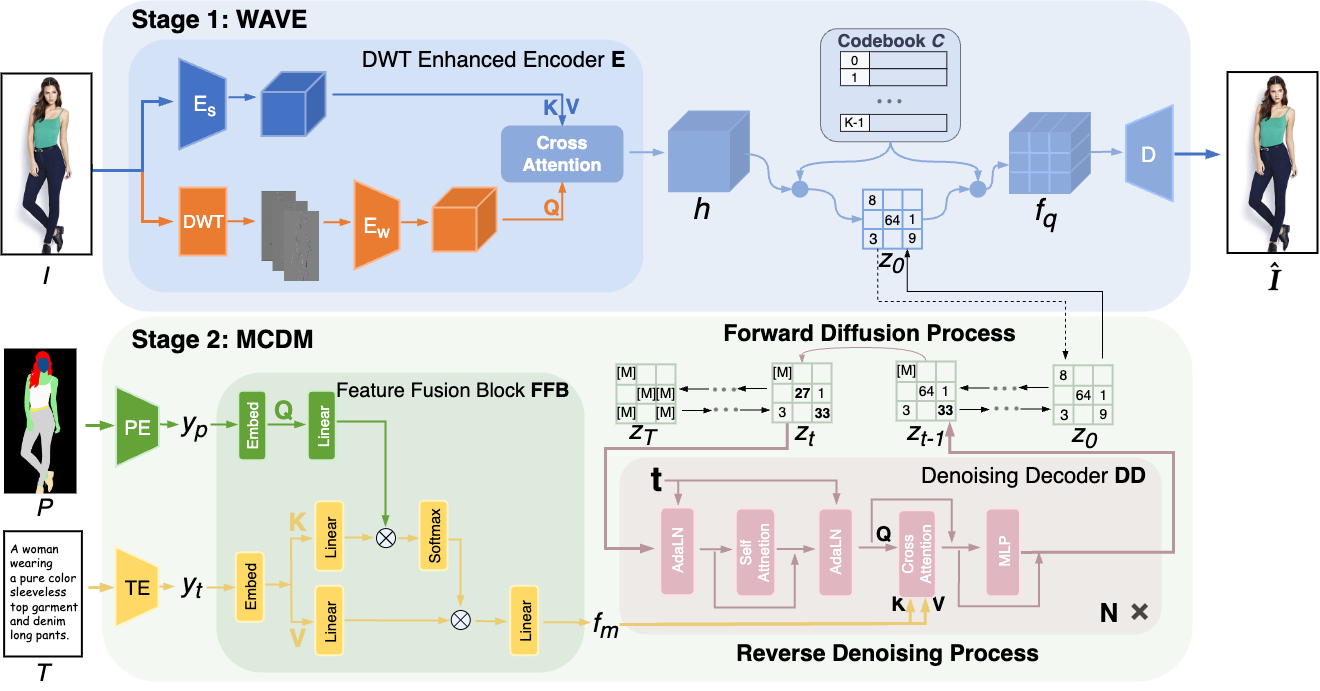 Stage 1: WAVE
DWT Enhanced Encoder E
Codebook C
0
1
...
K-1
E_S
K V
Cross
Attention
DWT
E_W
Q
h
8
64 1
3 9
z_0
f_q
D
I
Î
Stage 2: MCDM
Forward Diffusion Process
Feature Fusion Block FFB
PE
y_p
Embed
Q
Linear
P
[M]
[M][M]
[M] [M]
z_T
...
[M]
27 1
3 33
z_t
[M]
64 1
3 33
z_t-1
...
8
64 1
3 9
z_0
A woman
wearing
a pure color
sleeveless
top garment
and denim
long pants.
T
TE
y_t
Embed
K
Linear
Softmax
V
Linear
Linear
f_m
Denoising Decoder DD
t
AdaLN
Self
Attnetion
AdaLN
Q
Cross
Attention
MLP
K V
N ×
Reverse Denoising Process